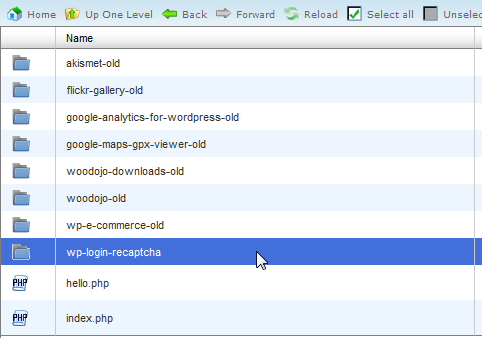 Home Up One Level Back Forward Reload Select all Unselec
Name
akismet-old
flickr-gallery-old
google-analytics-for-wordpress-old
google-maps-gpx-viewer-old
woodojo-downloads-old
woodojo-old
wp-e-commerce-old
wp-login-recaptcha
PHP hello.php
PHP index.php